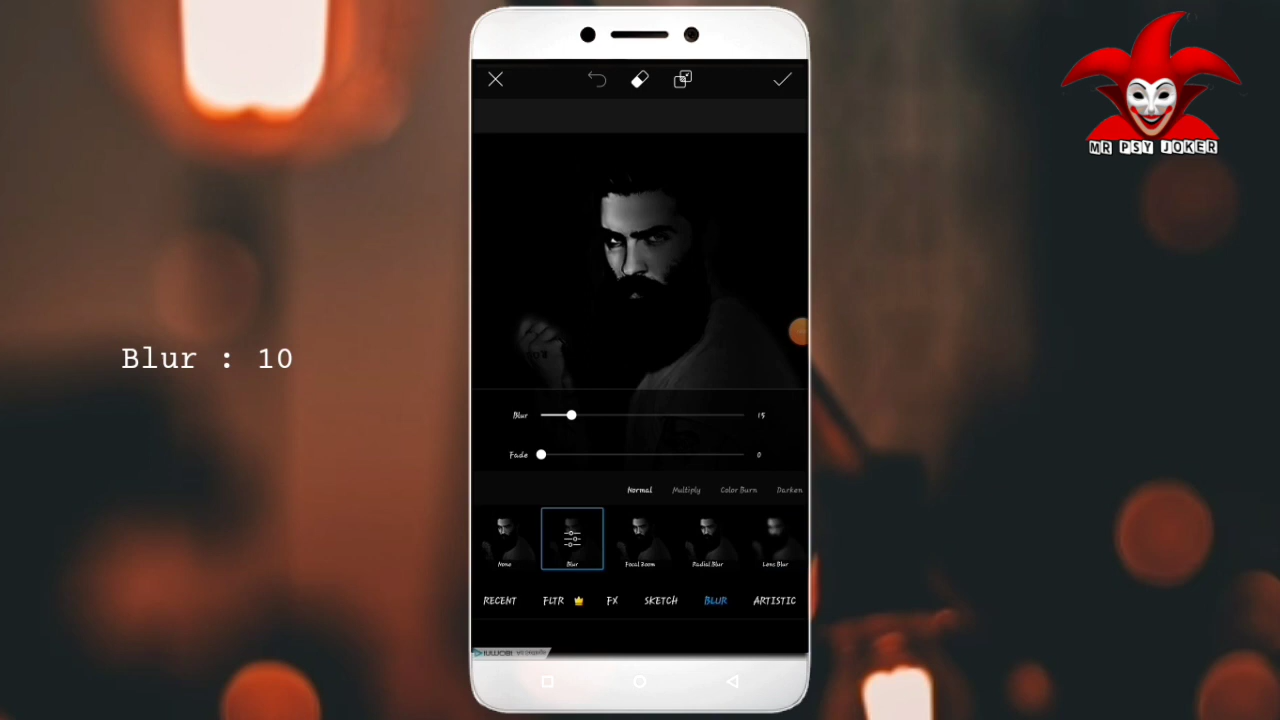 MR PSY JOKER
Blur : 10
Blur 15
Fade 0
Normal Multiply Color Burn Darken
None Blur Focal Zoom Radial Blur Lens Blur
RECENT FLTR FX SKETCH BLUR ARTISTIC